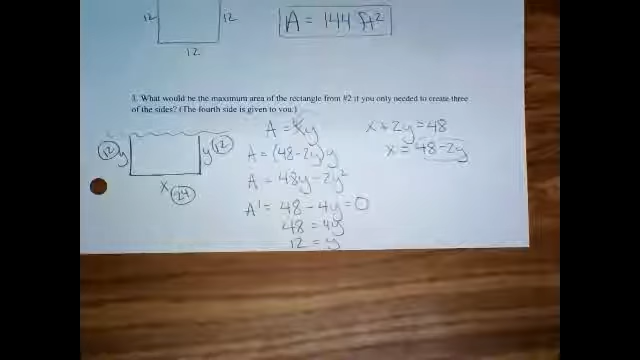 12 12
12
A = 144 ft²
3. What would be the maximum area of the rectangle from #2 if you only needed to create three
of the sides? (The fourth side is given to you.)
A = xy
x + 2y = 48
A = (48-2y)y
x = 48-2y
12 y y 12
A = 48y - 2y²
x 24
A' = 48 - 4y = 0
48 = 4y
12 = y